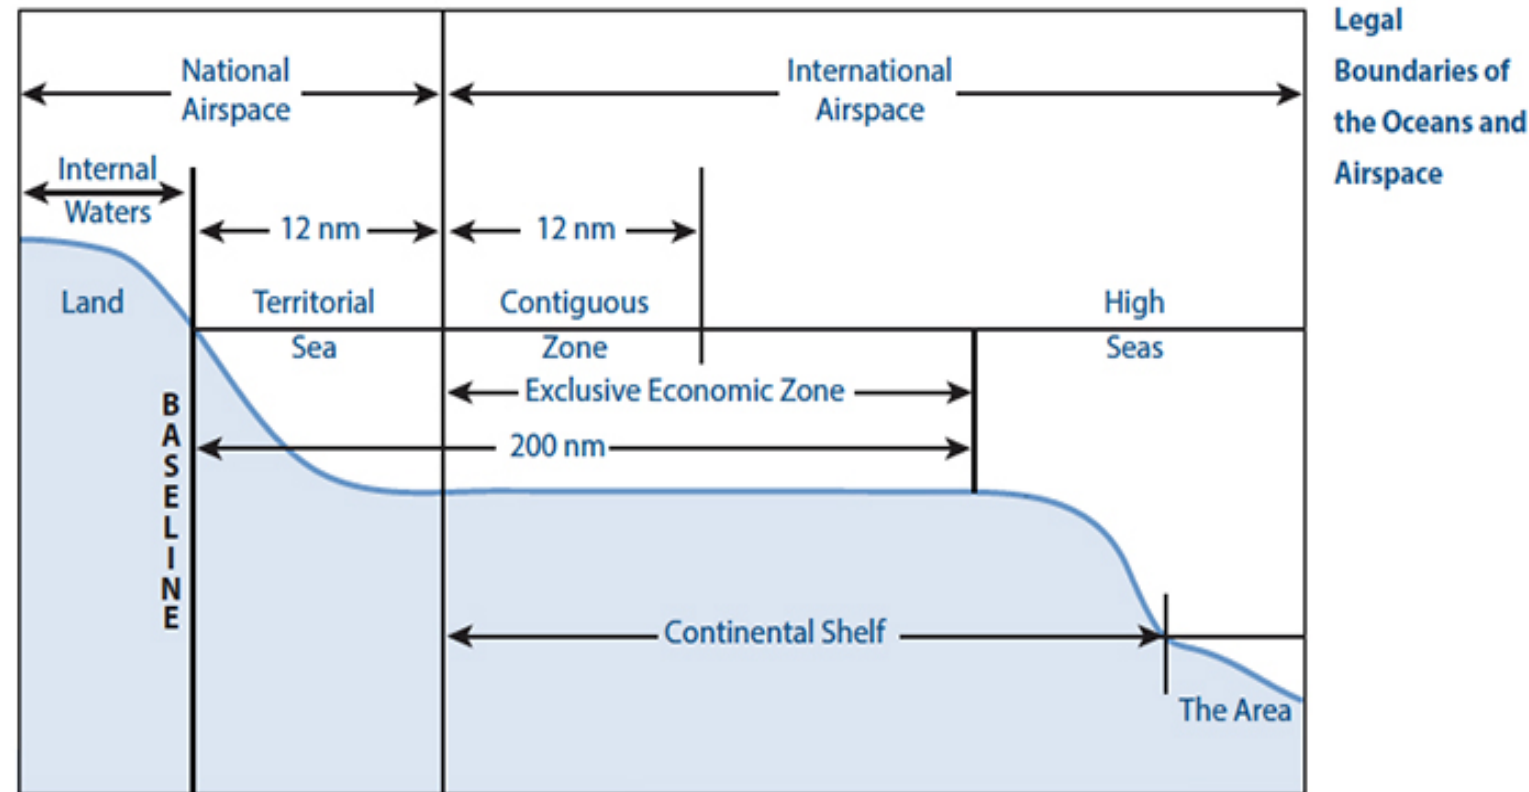 Legal
Boundaries of
the Oceans and
Airspace
National
Airspace
International
Airspace
Internal
Waters
12 nm
12 nm
Land
Territorial
Sea
Contiguous
Zone
High
Seas
Exclusive Economic Zone
200 nm
BASELINE
Continental Shelf
The Area